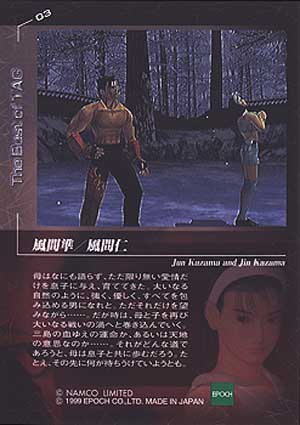 03
The Best of TAG
風間準／風間仁
Jun Kazama and Jin Kazama
母はなにも語らず、ただ限り無い愛情だ
けを息子に与え、育ててきた。大いなる
自然のように、強く、優しく、すべてを包
み込める男になれと、ただそれだけを望
みながら……。だが時は、母と子を再び
大いなる戦いの渦へと巻き込んでいく。
三島の血ゆえの運命か、あるいは天地
の意思なのか……。それがどんな道で
あろうと、母は息子と共に歩むだろう。た
とえ、その先に何が待ちうけていようとも。
© NAMCO LIMITED
© 1999 EPOCH CO.,LTD. MADE IN JAPAN
EPOCH